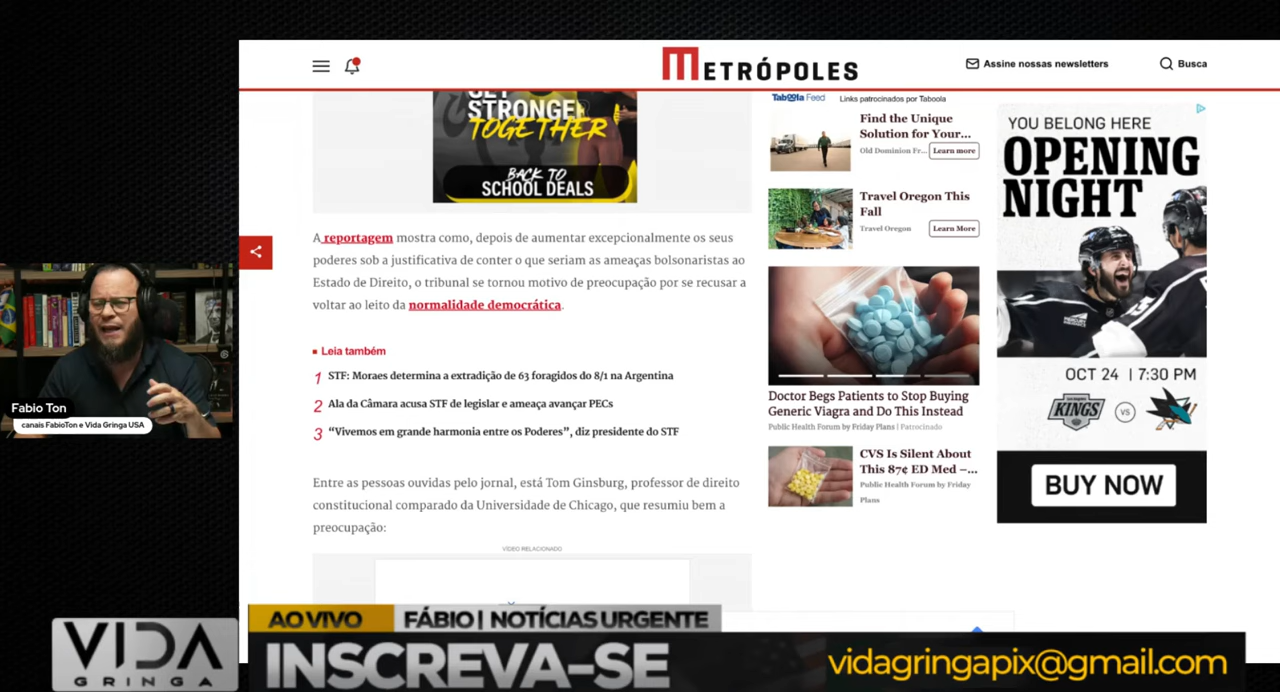 METRÓPOLES
Assine nossas newsletters
Busca
STRONGER
TOGETHER
BACK TO
SCHOOL DEALS
A reportagem mostra como, depois de aumentar excepcionalmente os seus
poderes sob a justificativa de conter o que seriam as ameaças bolsonaristas ao
Estado de Direito, o tribunal se tornou motivo de preocupação por se recusar a
voltar ao leito da normalidade democrática.
Leia também
1 STF: Moraes determina a extradição de 63 foragidos do 8/1 na Argentina
2 Ala da Câmara acusa STF de legislar e ameaça avançar PECs
3 “Vivemos em grande harmonia entre os Poderes”, diz presidente do STF
Entre as pessoas ouvidas pelo jornal, está Tom Ginsburg, professor de direito
constitucional comparado da Universidade de Chicago, que resumiu bem a
preocupação:
VÍDEO RELACIONADO
Taboola Feed
Links patrocinados por Taboola
Find the Unique
Solution for Your...
Old Dominion Fr...
Learn more
Travel Oregon This
Fall
Travel Oregon
Learn More
Doctor Begs Patients to Stop Buying
Generic Viagra and Do This Instead
Public Health Forum by Friday Plans | Patrocinado
CVS Is Silent About
This 87¢ ED Med –...
Public Health Forum by Friday
Plans
YOU BELONG HERE
OPENING
NIGHT
OCT 24 | 7:30 PM
KINGS
VS
BUY NOW
Fabio Ton
canais FabioTon e Vida Gringa USA
VIDA
GRINGA
AO VIVO
FÁBIO | NOTÍCIAS URGENTE
INSCREVA-SE
vidagringapix@gmail.com